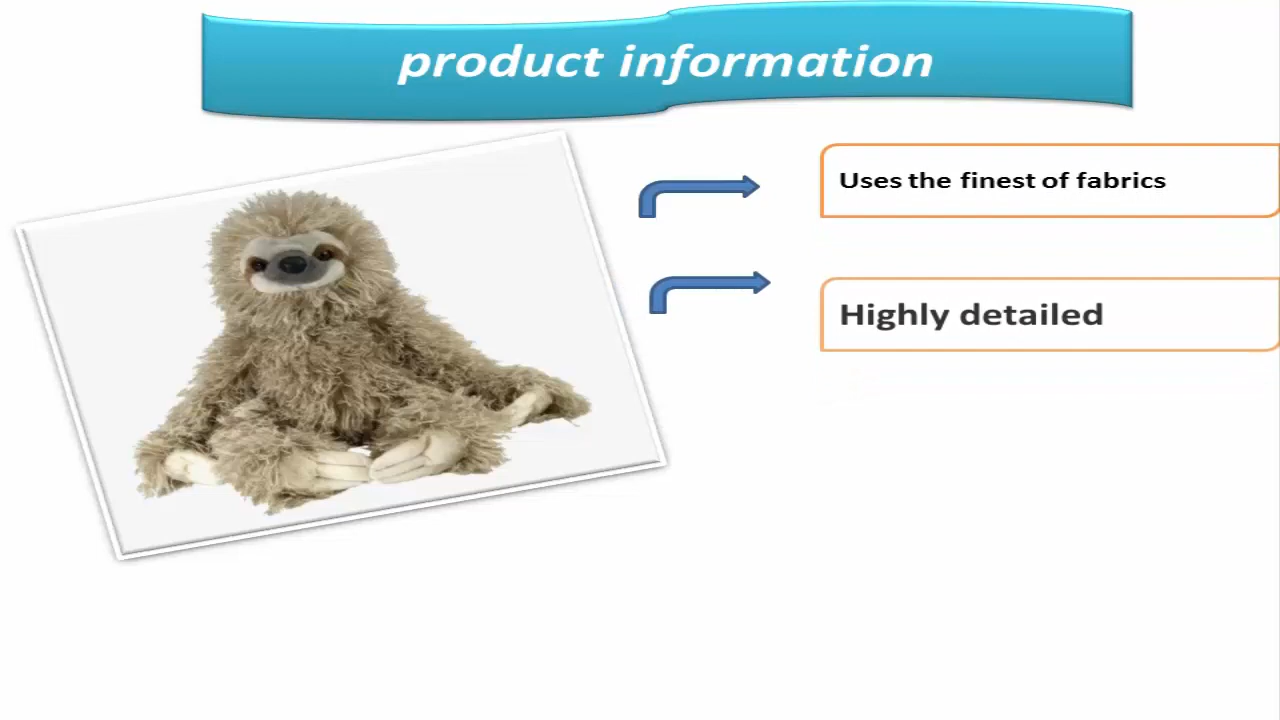 product information
Uses the finest of fabrics
Highly detailed